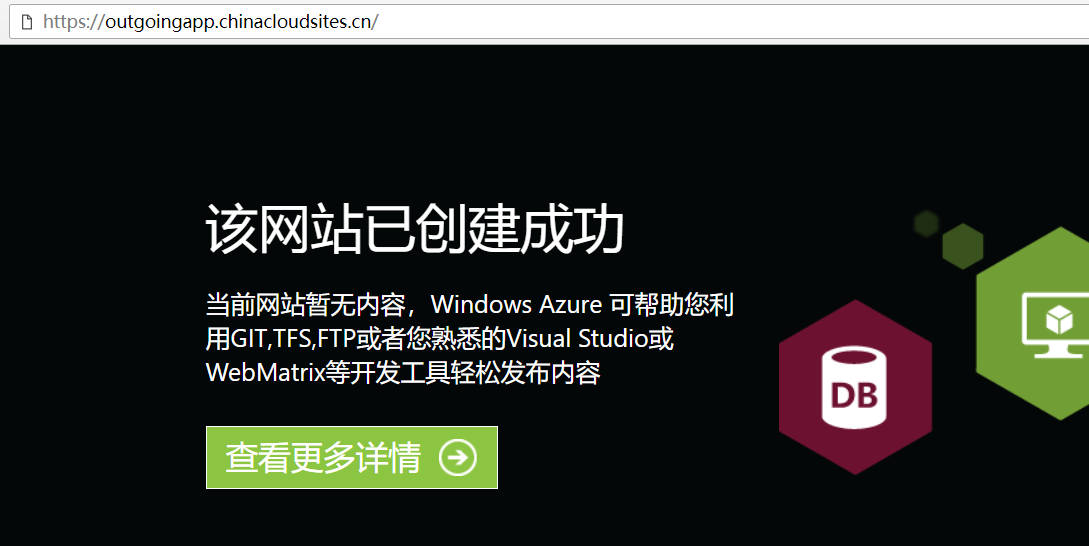 https://outgoingapp.chinacloudsites.cn/
该网站已创建成功
当前网站暂无内容，Windows Azure 可帮助您利
用GIT,TFS,FTP或者您熟悉的Visual Studio或
WebMatrix等开发工具轻松发布内容
DB
查看更多详情